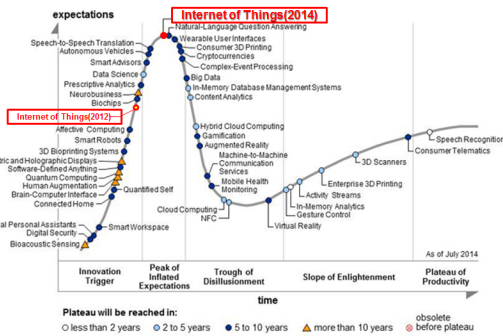 expectations
Internet of Things(2014)
Natural-Language Question Answering
Wearable User Interfaces
Consumer 3D Printing
Cryptocurrencies
Complex-Event Processing
Big Data
In-Memory Database Management Systems
Content Analytics
Speech-to-Speech Translation
Autonomous Vehicles
Smart Advisors
Data Science
Prescriptive Analytics
Neurobusiness
Biochips
Internet of Things(2012)
Affective Computing
Smart Robots
3D Bioprinting Systems
tric and Holographic Displays
Software-Defined Anything
Quantum Computing
Human Augmentation
Brain-Computer Interface
Connected Home
Quantified Self
al Personal Assistants
Digital Security
Bioacoustic Sensing
Smart Workspace
Hybrid Cloud Computing
Gamification
Augmented Reality
Machine-to-Machine
Communication
Services
Mobile Health
Monitoring
Cloud Computing
NFC
Virtual Reality
Gesture Control
In-Memory Analytics
Activity Streams
Enterprise 3D Printing
3D Scanners
Consumer Telematics
Speech Recognition
As of July 2014
Innovation
Trigger
Peak of
Inflated
Expectations
Trough of
Disillusionment
Slope of Enlightenment
Plateau of
Productivity
time
Plateau will be reached in:
less than 2 years
2 to 5 years
5 to 10 years
more than 10 years
obsolete
before plateau